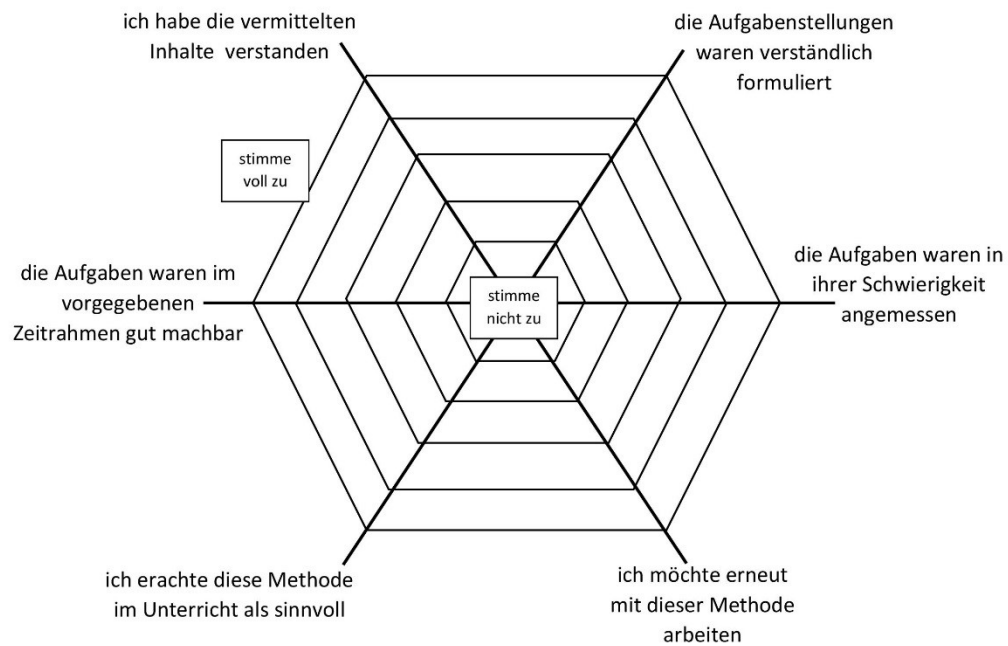 ich habe die vermittelten
Inhalte verstanden
die Aufgabenstellungen
waren verständlich
formuliert
stimme
voll zu
die Aufgaben waren im
vorgegebenen
Zeitrahmen gut machbar
stimme
nicht zu
die Aufgaben waren in
ihrer Schwierigkeit
angemessen
ich erachte diese Methode
im Unterricht als sinnvoll
ich möchte erneut
mit dieser Methode
arbeiten